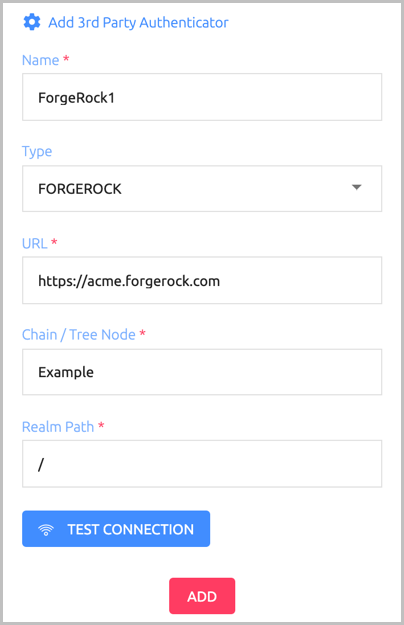 Add 3rd Party Authenticator
Name *
ForgeRock1
Type
FORGEROCK
URL *
https://acme.forgerock.com
Chain / Tree Node *
Example
Realm Path *
/
TEST CONNECTION
ADD